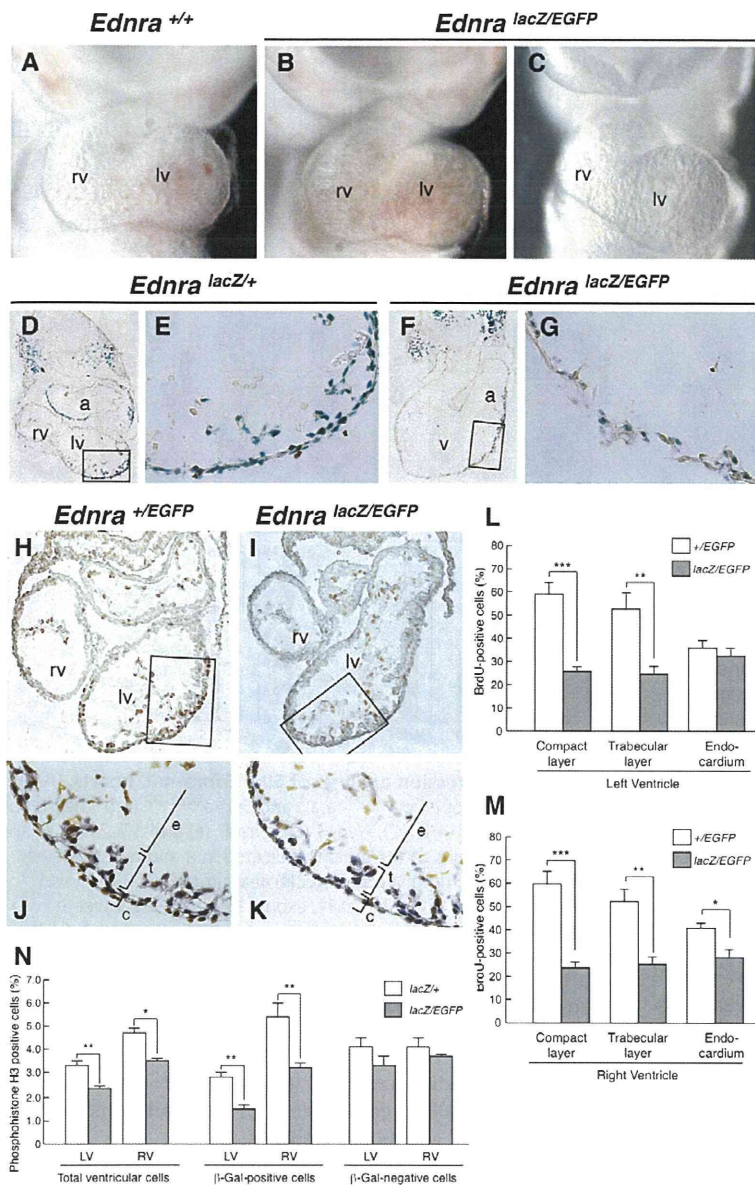 Ednra +/+
Ednra lacZ/EGFP
A
rv
lv
B
rv
lv
C
rv
lv
Ednra lacZ/+
Ednra lacZ/EGFP
D
a
rv
lv
E
F
a
v
G
Ednra +/EGFP
Ednra lacZ/EGFP
H
rv
lv
I
rv
lv
J
e
t
c
K
e
t
c
L
BrdU-positive cells (%)
80
70
60
50
40
30
20
10
0
+/EGFP
lacZ/EGFP
***
**
Compact layer
Trabecular layer
Endo-cardium
Left Ventricle
M
BrdU-positive cells (%)
80
70
60
50
40
30
20
10
0
+/EGFP
lacZ/EGFP
***
**
*
Compact layer
Trabecular layer
Endo-cardium
Right Ventricle
N
Phosphohistone H3 positive cells (%)
7.0
6.0
5.0
4.0
3.0
2.0
1.0
0
lacZ/+
lacZ/EGFP
**
*
**
**
LV
RV
LV
RV
LV
RV
Total ventricular cells
β-Gal-positive cells
β-Gal-negative cells